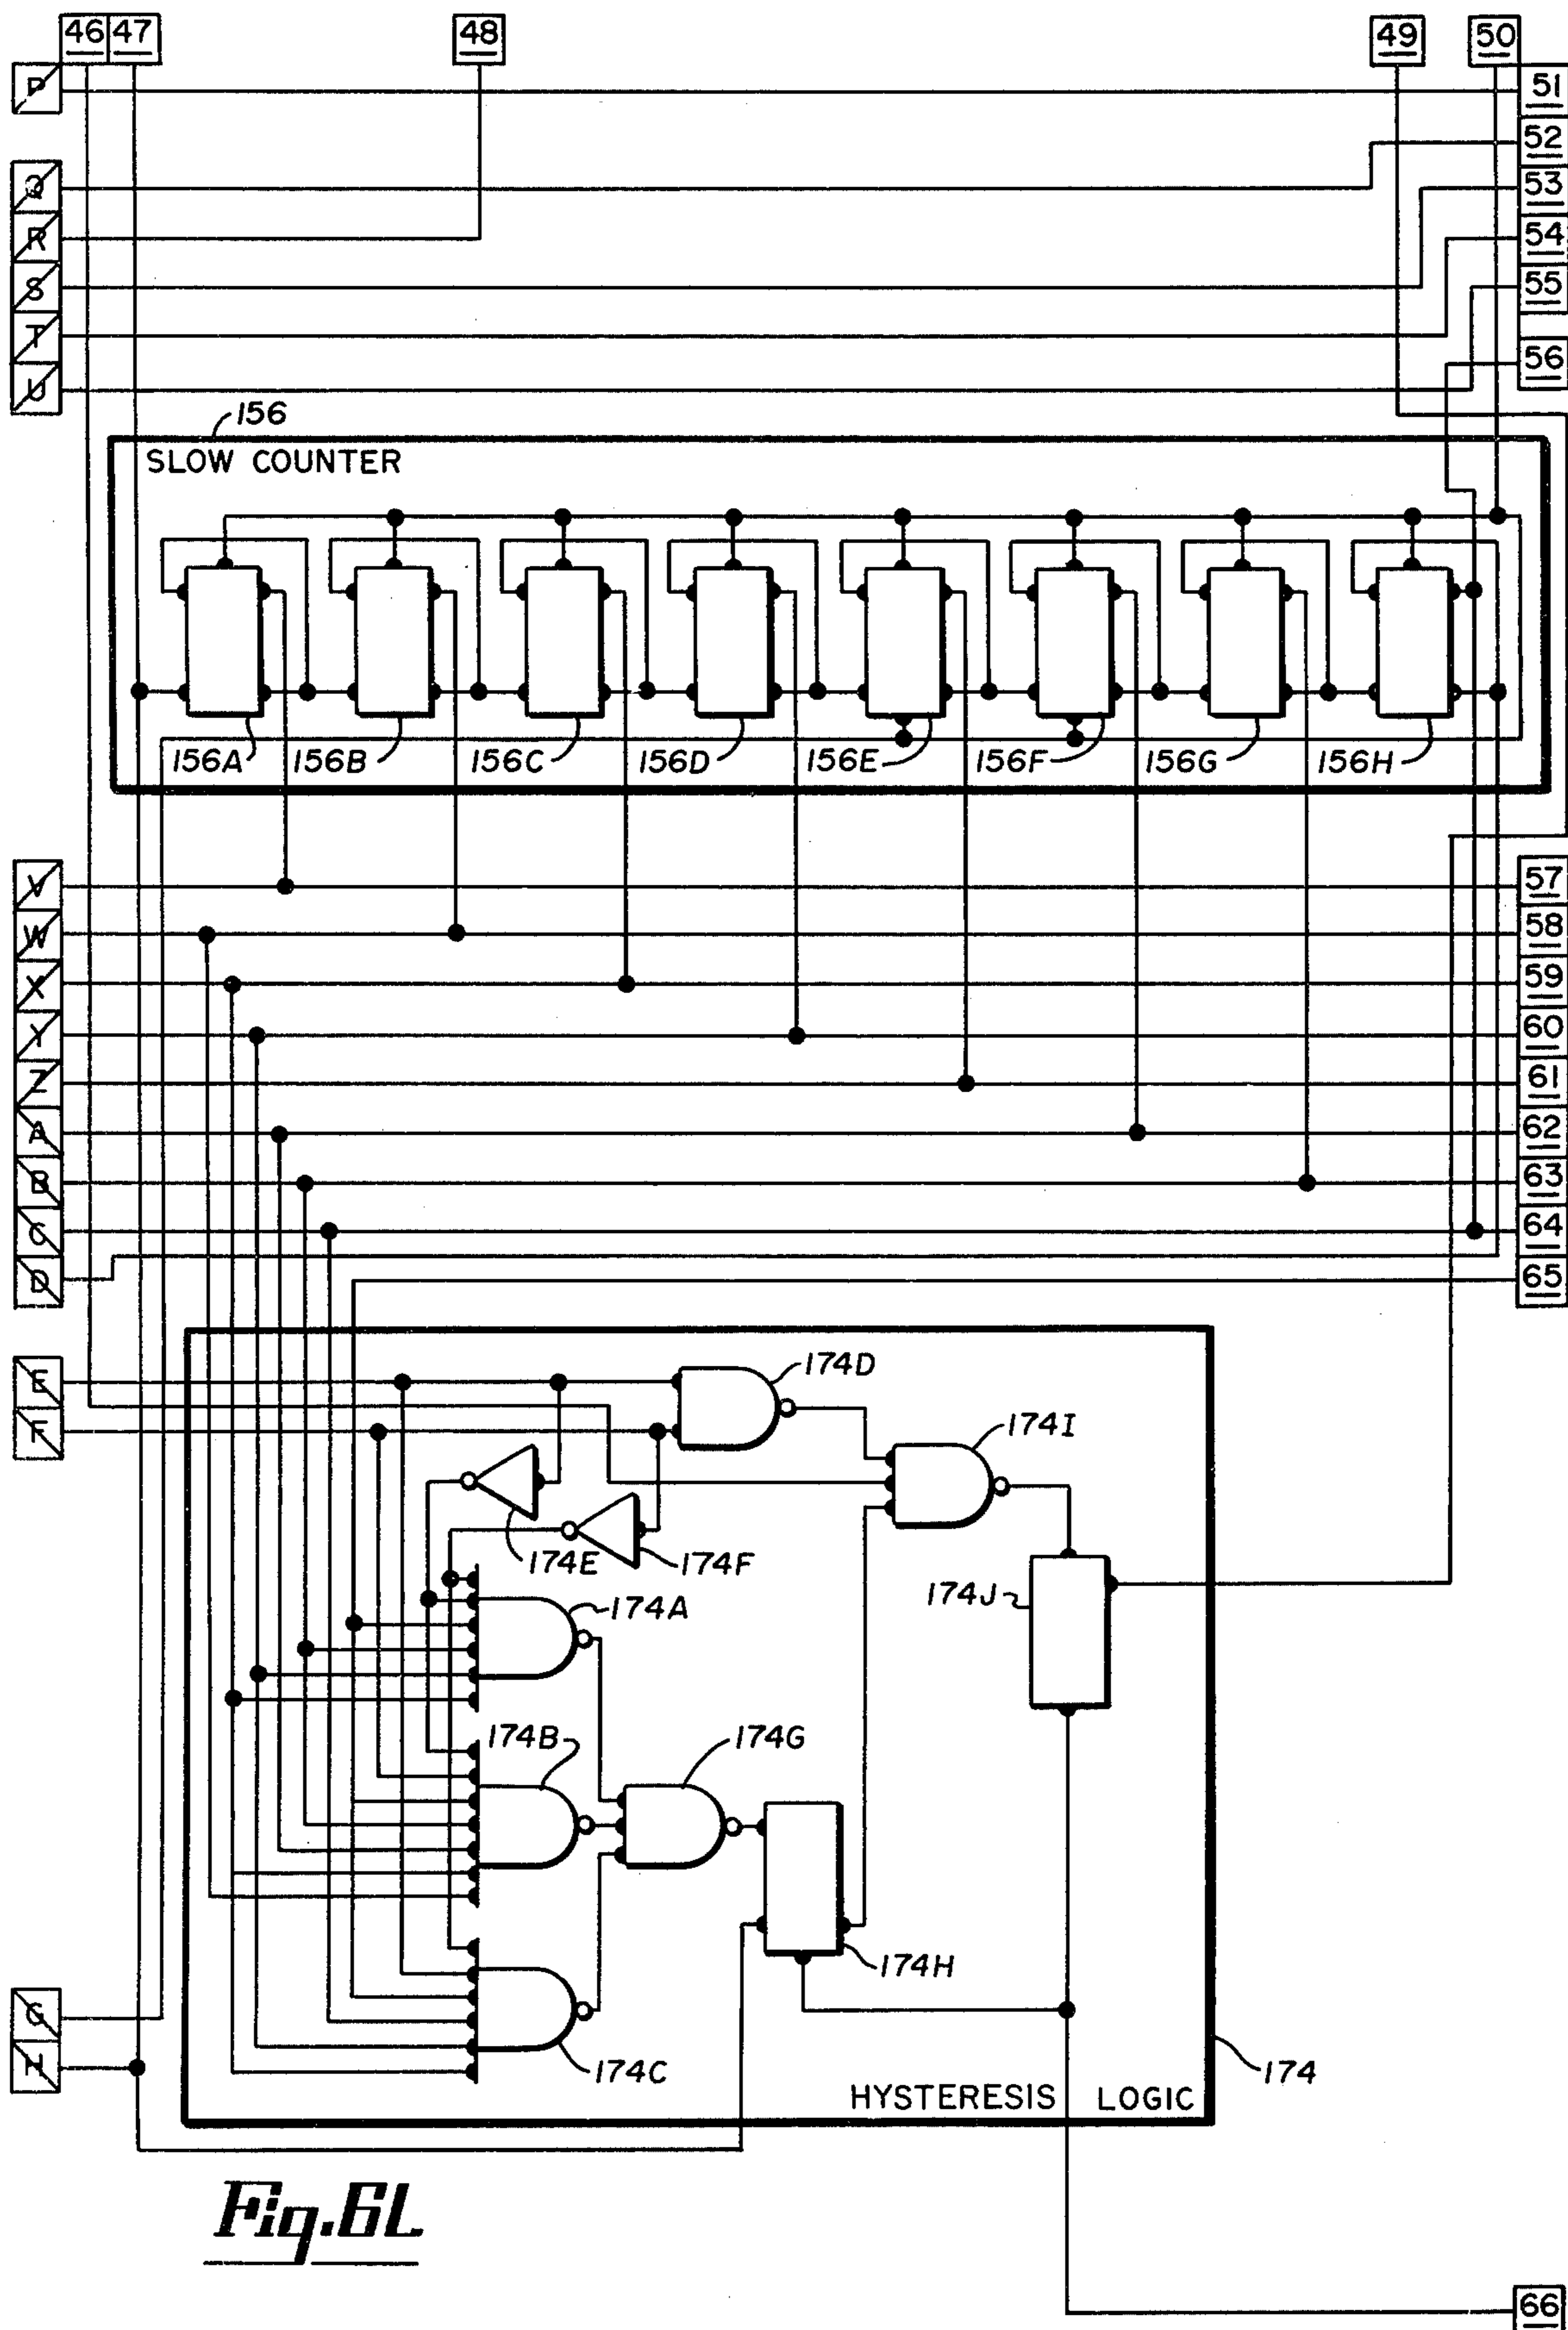 46 47 48 49 50
P 51
52
Q 53
R 54
S 55
T
U 56
156
SLOW COUNTER
156A 156B 156C 156D 156E 156F 156G 156H
V 57
W 58
X 59
Y 60
Z 61
A 62
B 63
C 64
D 65
E 174D
F 174I
174E 174F
174A 174J
174B 174G
174H
G
H
174C 174
HYSTERESIS LOGIC
Fig. 6L
66